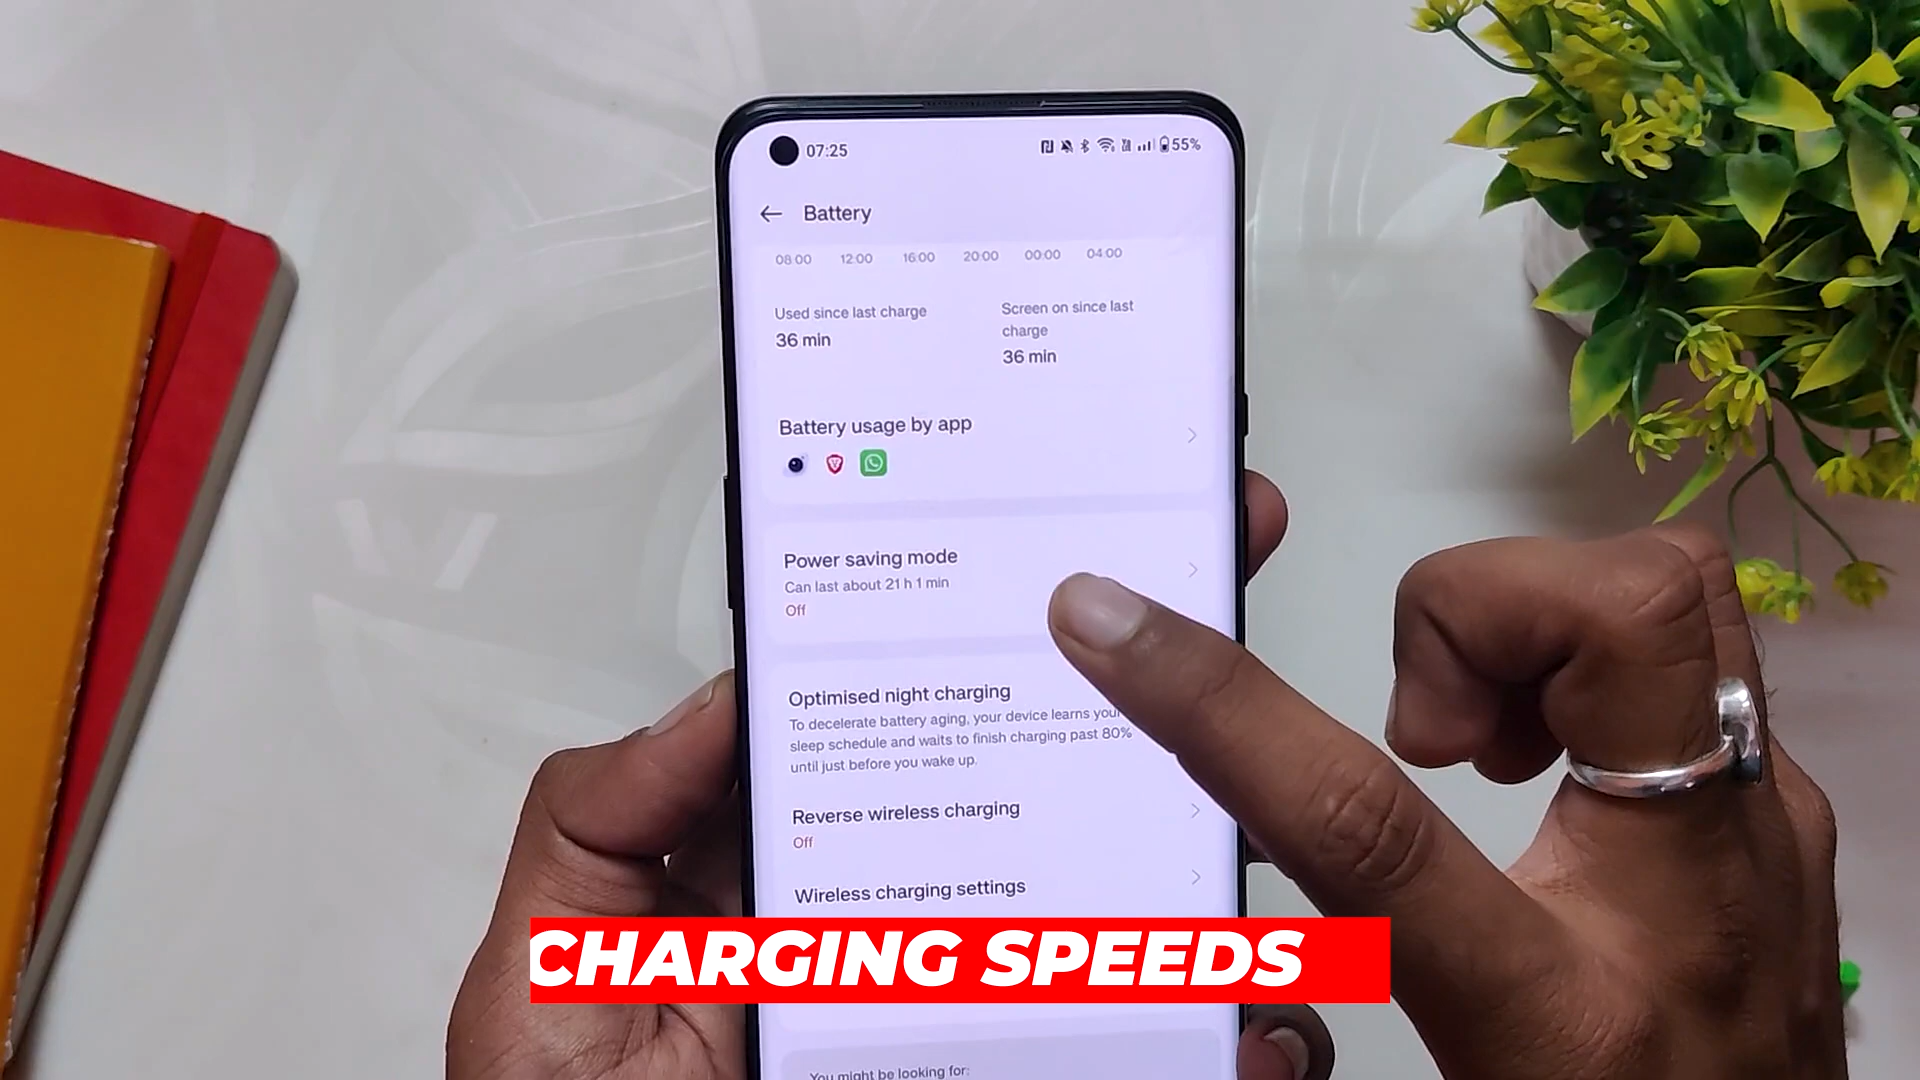 07:25
55%
Battery
08:00 12:00 16:00 20:00 00:00 04:00
Used since last charge
36 min
Screen on since last
charge
36 min
Battery usage by app
Power saving mode
Can last about 21 h 1 min
Off
Optimised night charging
To decelerate battery aging, your device learns your
sleep schedule and waits to finish charging past 80%
until just before you wake up.
Reverse wireless charging
Off
Wireless charging settings
CHARGING SPEEDS
You might be looking for: